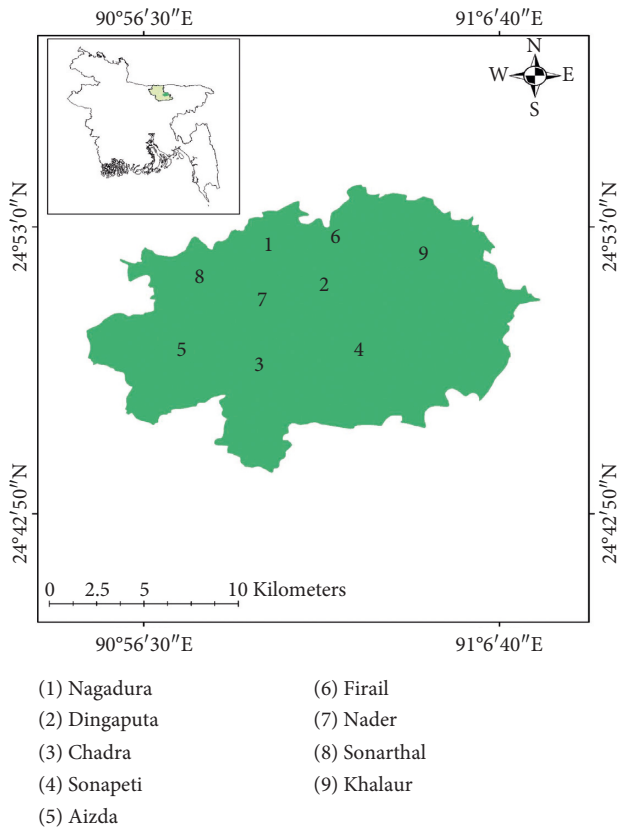 90°56′30″E 91°6′40″E
N
W E
S
24°53′0″N 24°53′0″N
1 6 9
8 2
7
5 3 4
24°42′50″N 24°42′50″N
0 2.5 5 10 Kilometers
90°56′30″E 91°6′40″E
(1) Nagadura
(2) Dingaputa
(3) Chadra
(4) Sonapeti
(5) Aizda
(6) Firail
(7) Nader
(8) Sonarthal
(9) Khalaur